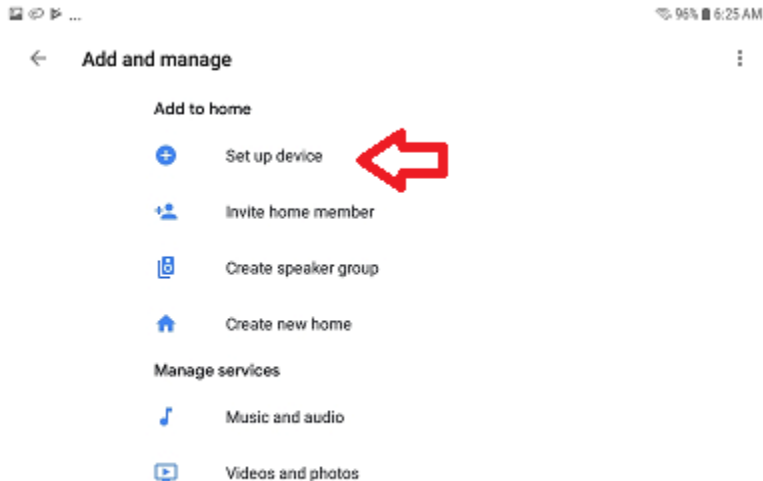 ... 96% 6:25 AM
Add and manage
Add to home
Set up device
Invite home member
Create speaker group
Create new home
Manage services
Music and audio
Videos and photos